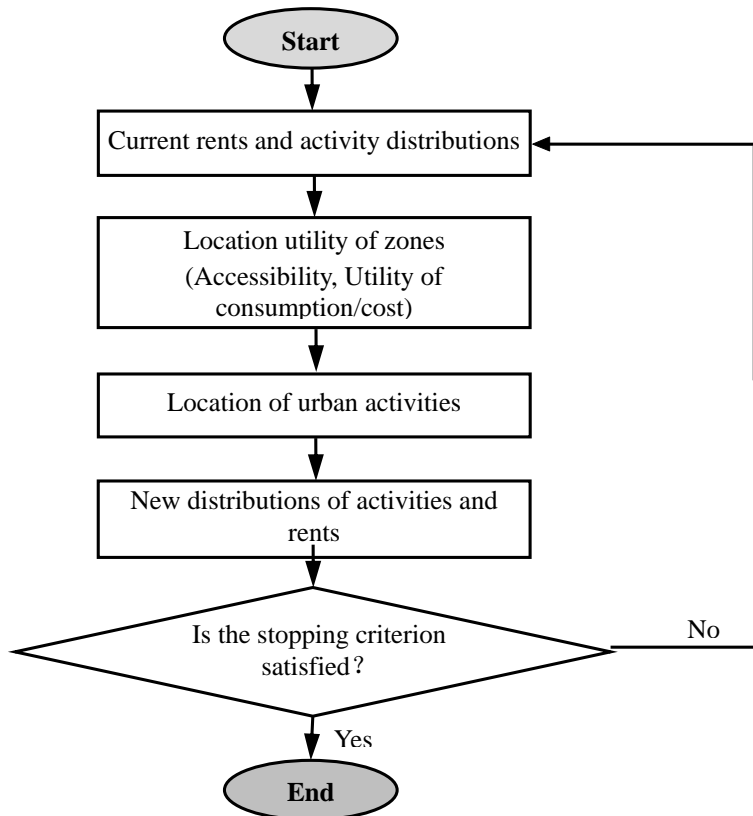 Start
Current rents and activity distributions
Location utility of zones
(Accessibility, Utility of
consumption/cost)
Location of urban activities
New distributions of activities and
rents
Is the stopping criterion
satisfied?
No
Yes
End